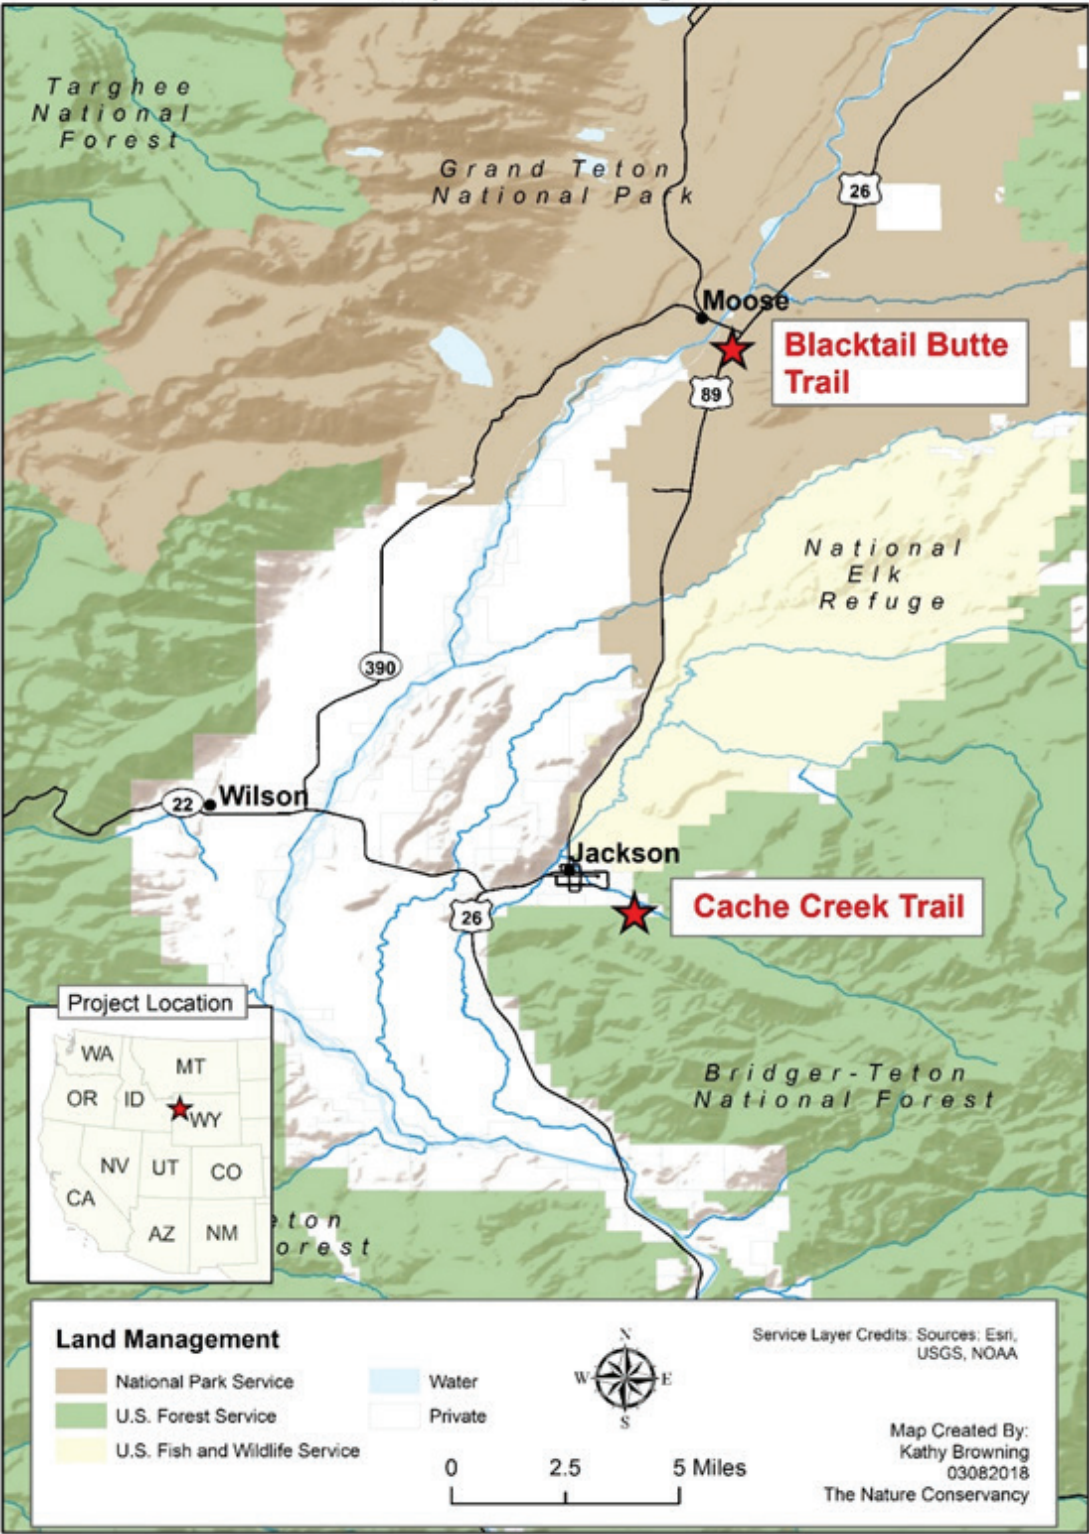 Targhee
National
Forest
Grand Teton
National Park
26
Moose
Blacktail Butte
Trail
89
National
Elk
Refuge
390
22
Wilson
Jackson
26
Cache Creek Trail
Project Location
WA
MT
OR
ID
WY
NV
UT
CO
CA
AZ
NM
Bridger-Teton
National Forest
eton
orest
Land Management
National Park Service
U.S. Forest Service
U.S. Fish and Wildlife Service
Water
Private
N
W
E
S
0 2.5 5 Miles
Service Layer Credits: Sources: Esri,
USGS, NOAA
Map Created By:
Kathy Browning
03082018
The Nature Conservancy